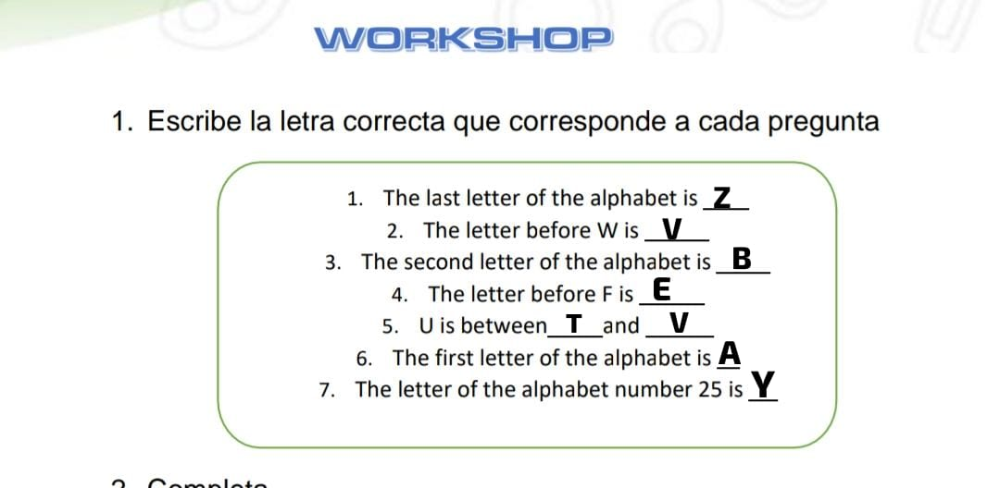 WORKSHOP
1. Escribe la letra correcta que corresponde a cada pregunta
1. The last letter of the alphabet is Z
2. The letter before W is V
3. The second letter of the alphabet is B
4. The letter before F is E
5. U is between T and V
6. The first letter of the alphabet is A
7. The letter of the alphabet number 25 is Y